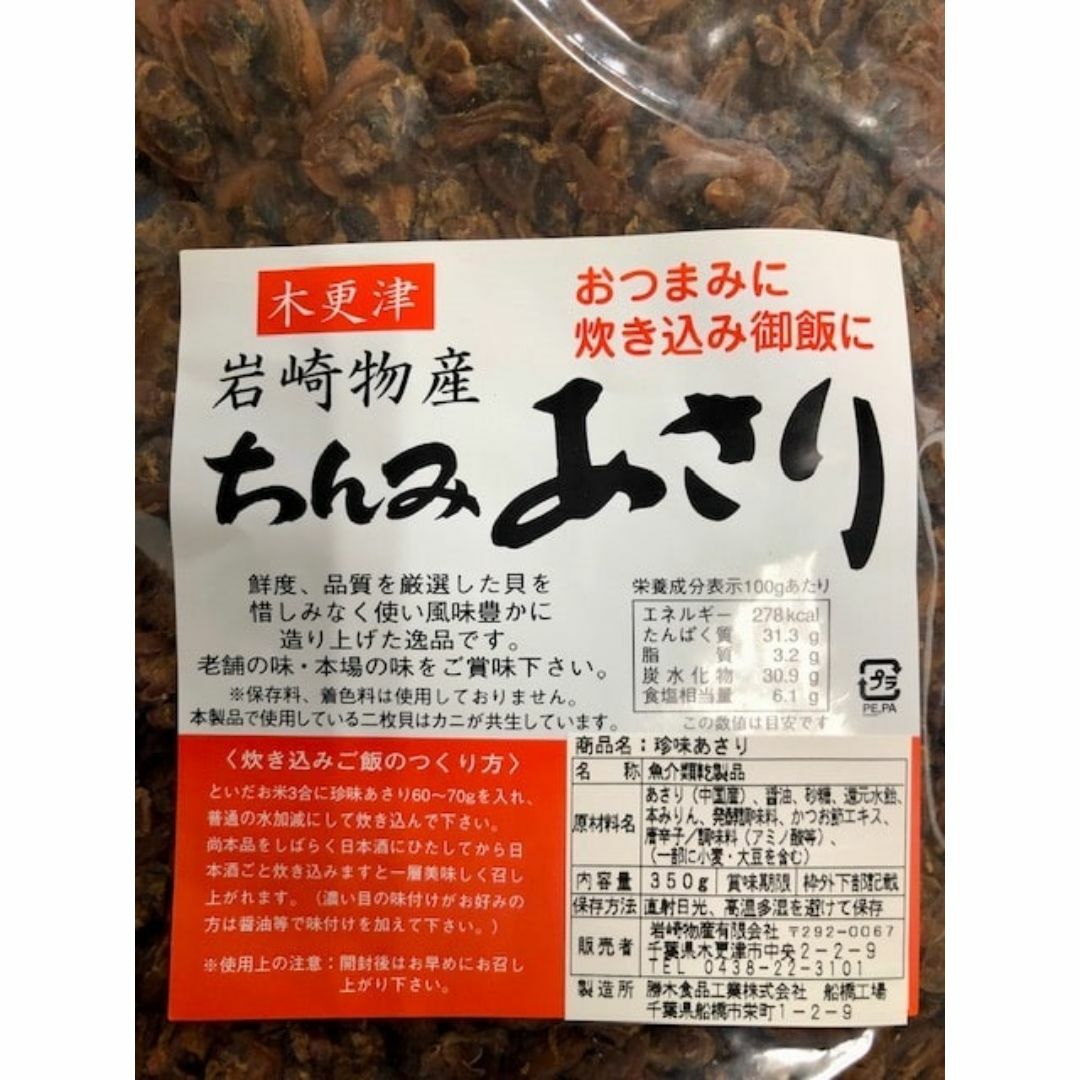 木更津
岩崎物産
おつまみに
炊き込み御飯に
ちんみあさり
鮮度、品質を厳選した貝を
惜しみなく使い風味豊かに
造り上げた逸品です。
老舗の味・本場の味をご賞味下さい。
※保存料、着色料は使用しておりません。
本製品で使用している二枚貝はカニが共生しています。
栄養成分表示100gあたり
エネルギー 278kcal
たんぱく質 31.3 g
脂質 3.2 g
炭水化物 30.9 g
食塩相当量 6.1 g
この数値は目安です
プラ
PE,PA
〈炊き込みご飯のつくり方〉
といだお米3合に珍味あさり60〜70gを入れ、
普通の水加減にして炊き込んで下さい。
尚本品をしばらく日本酒にひたしてから日
本酒ごと炊き込みますと一層美味しく召し
上がれます。（濃い目の味付けがお好みの
方は醤油等で味付けを加えて下さい。）
※使用上の注意：開封後はお早めにお召し
上がり下さい。
商品名：珍味あさり
名称 魚介類乾製品
原材料名 あさり（中国産）、醤油、砂糖、還元水飴、
本みりん、発酵調味料、かつお節エキス、
唐辛子／調味料（アミノ酸等）、
（一部に小麦・大豆を含む）
内容量 350g 賞味期限 枠外下部記載
保存方法 直射日光、高温多湿を避けて保存
販売者 岩崎物産有限会社 〒292-0067
千葉県木更津市中央2-2-9
TEL 0438-22-3101
製造所 勝木食品工業株式会社 船橋工場
千葉県船橋市栄町1-2-9